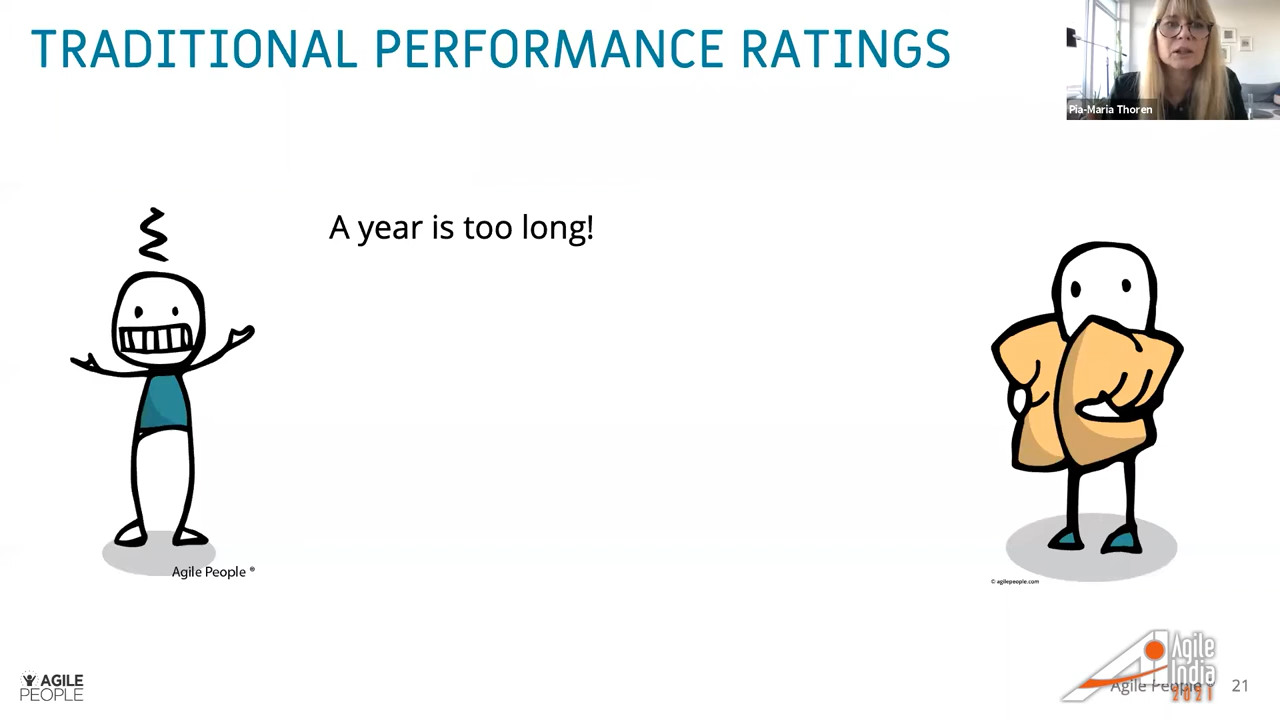 TRADITIONAL PERFORMANCE RATINGS
Pia-Maria Thoren
A year is too long!
Agile People ®
© agilepeople.com
AGILE
PEOPLE
Agile
India
2021
Agile People
21